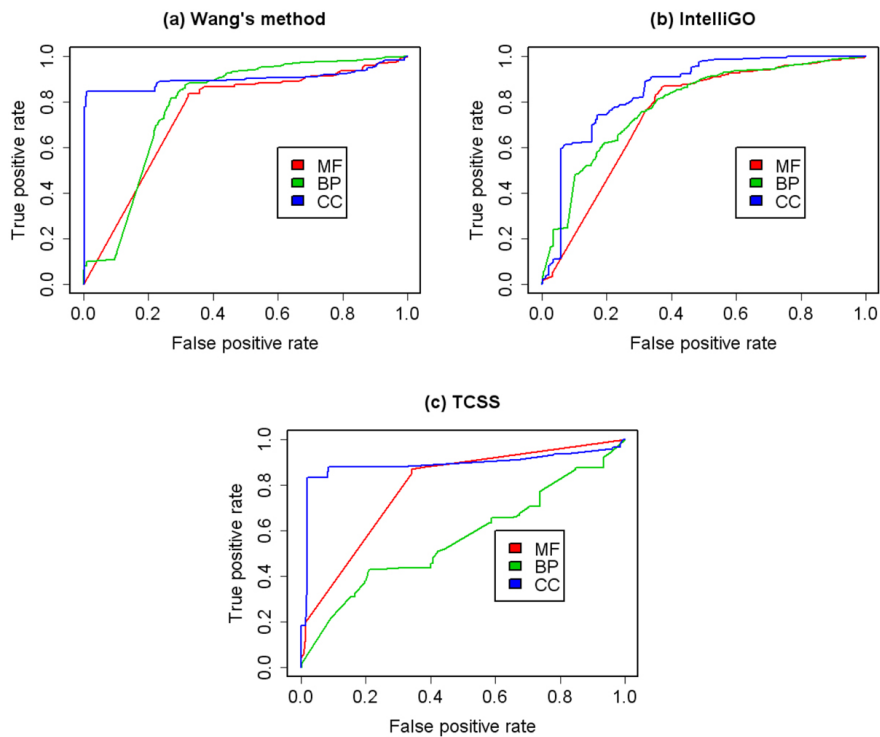 (a) Wang's method
True positive rate
0.0 0.2 0.4 0.6 0.8 1.0
MF
BP
CC
0.0 0.2 0.4 0.6 0.8 1.0
False positive rate
(b) IntelliGO
True positive rate
0.0 0.2 0.4 0.6 0.8 1.0
MF
BP
CC
0.0 0.2 0.4 0.6 0.8 1.0
False positive rate
(c) TCSS
True positive rate
0.0 0.2 0.4 0.6 0.8 1.0
MF
BP
CC
0.0 0.2 0.4 0.6 0.8 1.0
False positive rate